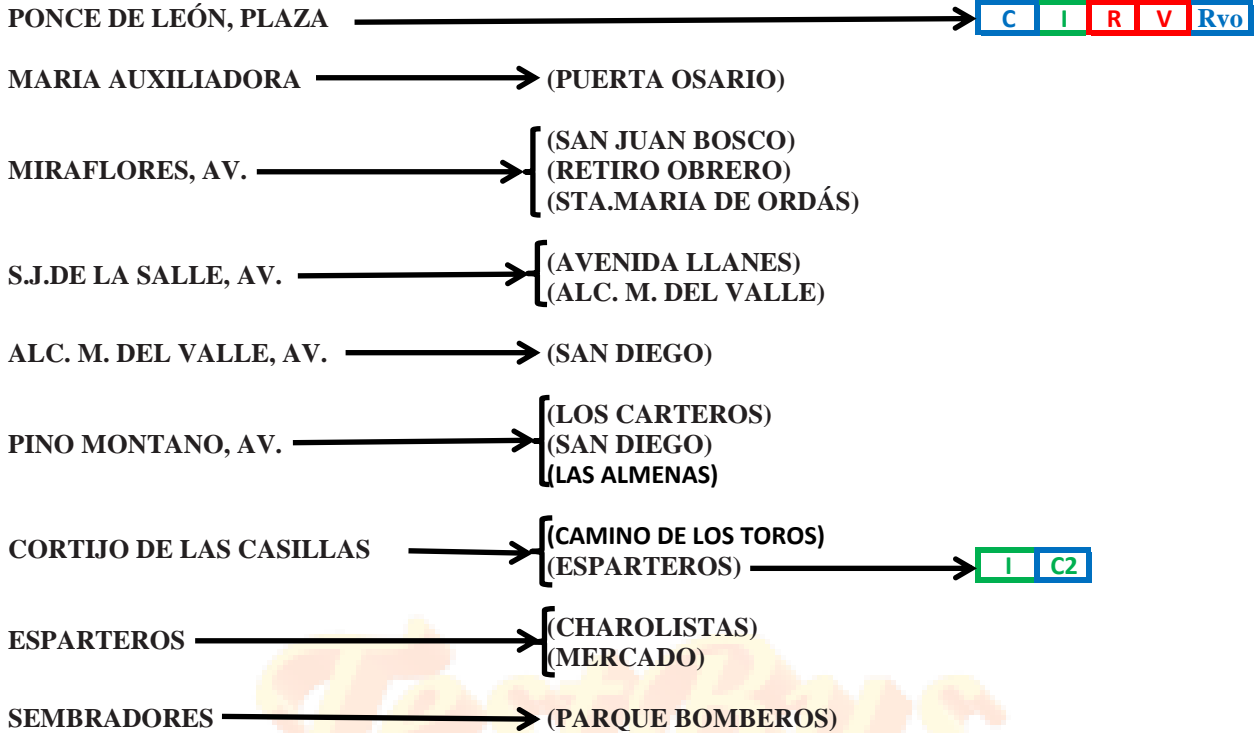 PONCE DE LEÓN, PLAZA C I R V Rvo
MARIA AUXILIADORA (PUERTA OSARIO)
MIRAFLORES, AV. (SAN JUAN BOSCO)
(RETIRO OBRERO)
(STA.MARIA DE ORDÁS)
S.J.DE LA SALLE, AV. (AVENIDA LLANES)
(ALC. M. DEL VALLE)
ALC. M. DEL VALLE, AV. (SAN DIEGO)
PINO MONTANO, AV. (LOS CARTEROS)
(SAN DIEGO)
(LAS ALMENAS)
CORTIJO DE LAS CASILLAS (CAMINO DE LOS TOROS)
(ESPARTEROS) I C2
ESPARTEROS (CHAROLISTAS)
(MERCADO)
SEMBRADORES (PARQUE BOMBEROS)